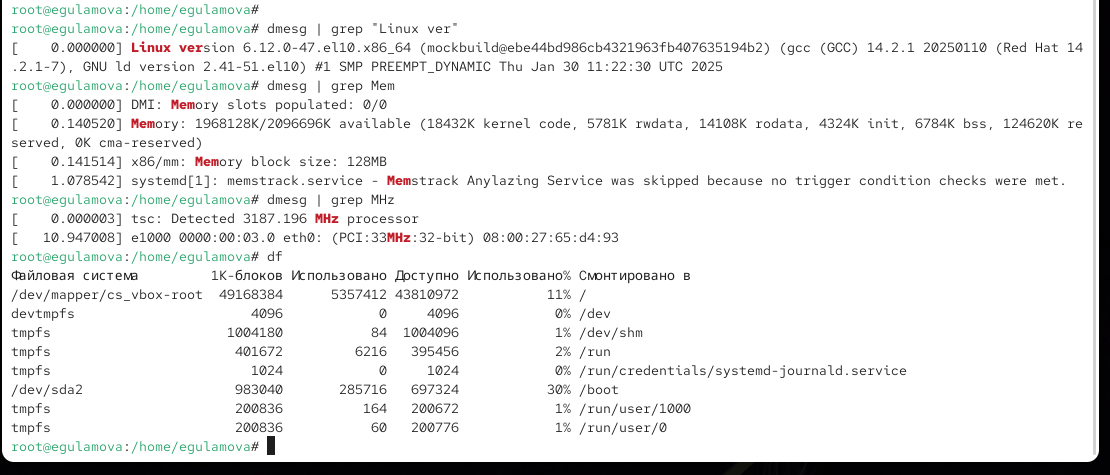 root@egulamova:/home/egulamova#
root@egulamova:/home/egulamova# dmesg | grep "Linux ver"
[    0.000000] Linux version 6.12.0-47.el10.x86_64 (mockbuild@ebe44bd986cb4321963fb407635194b2) (gcc (GCC) 14.2.1 20250110 (Red Hat 14
.2.1-7), GNU ld version 2.41-51.el10) #1 SMP PREEMPT_DYNAMIC Thu Jan 30 11:22:30 UTC 2025
root@egulamova:/home/egulamova# dmesg | grep Mem
[    0.000000] DMI: Memory slots populated: 0/0
[    0.140520] Memory: 1968128K/2096696K available (18432K kernel code, 5781K rwdata, 14108K rodata, 4324K init, 6784K bss, 124620K re
served, 0K cma-reserved)
[    0.141514] x86/mm: Memory block size: 128MB
[    1.078542] systemd[1]: memstrack.service - Memstrack Anylazing Service was skipped because no trigger condition checks were met.
root@egulamova:/home/egulamova# dmesg | grep MHz
[    0.000003] tsc: Detected 3187.196 MHz processor
[   10.947008] e1000 0000:00:03.0 eth0: (PCI:33MHz:32-bit) 08:00:27:65:d4:93
root@egulamova:/home/egulamova# df
Файловая система         1K-блоков Использовано Доступно Использовано% Смонтировано в
/dev/mapper/cs_vbox-root  49168384      5357412 43810972           11% /
devtmpfs                      4096            0     4096            0% /dev
tmpfs                      1004180           84  1004096            1% /dev/shm
tmpfs                       401672         6216   395456            2% /run
tmpfs                         1024            0     1024            0% /run/credentials/systemd-journald.service
/dev/sda2                   983040       285716   697324           30% /boot
tmpfs                       200836          164   200672            1% /run/user/1000
tmpfs                       200836           60   200776            1% /run/user/0
root@egulamova:/home/egulamova#